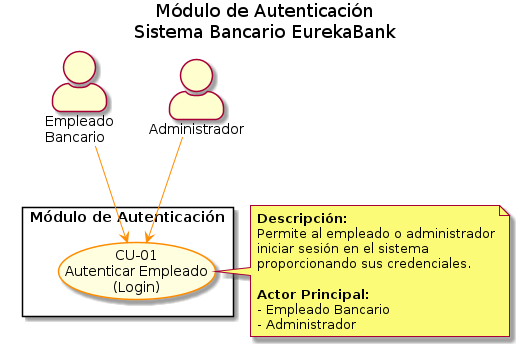 Módulo de Autenticación
Sistema Bancario EurekaBank
Empleado
Bancario
Administrador
Módulo de Autenticación
CU-01
Autenticar Empleado
(Login)
Descripción:
Permite al empleado o administrador
iniciar sesión en el sistema
proporcionando sus credenciales.
Actor Principal:
- Empleado Bancario
- Administrador